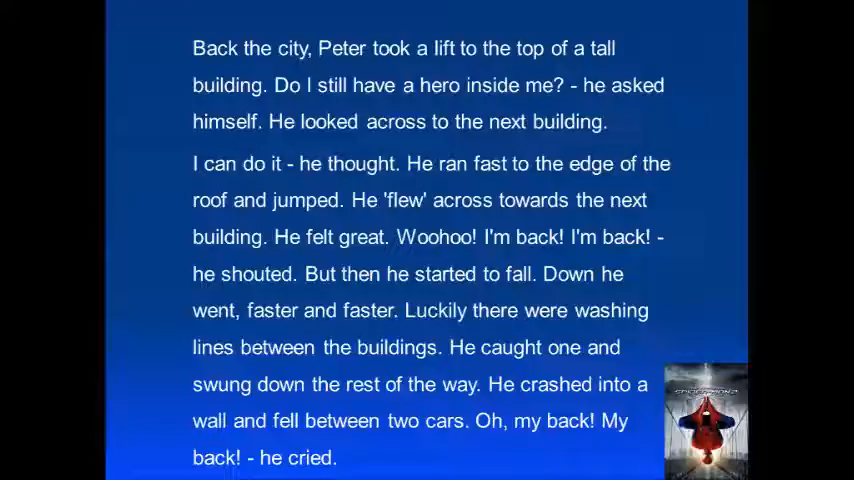 Back the city, Peter took a lift to the top of a tall
building. Do I still have a hero inside me? - he asked
himself. He looked across to the next building.
I can do it - he thought. He ran fast to the edge of the
roof and jumped. He 'flew' across towards the next
building. He felt great. Woohoo! I'm back! I'm back! -
he shouted. But then he started to fall. Down he
went, faster and faster. Luckily there were washing
lines between the buildings. He caught one and
swung down the rest of the way. He crashed into a
wall and fell between two cars. Oh, my back! My
back! - he cried.